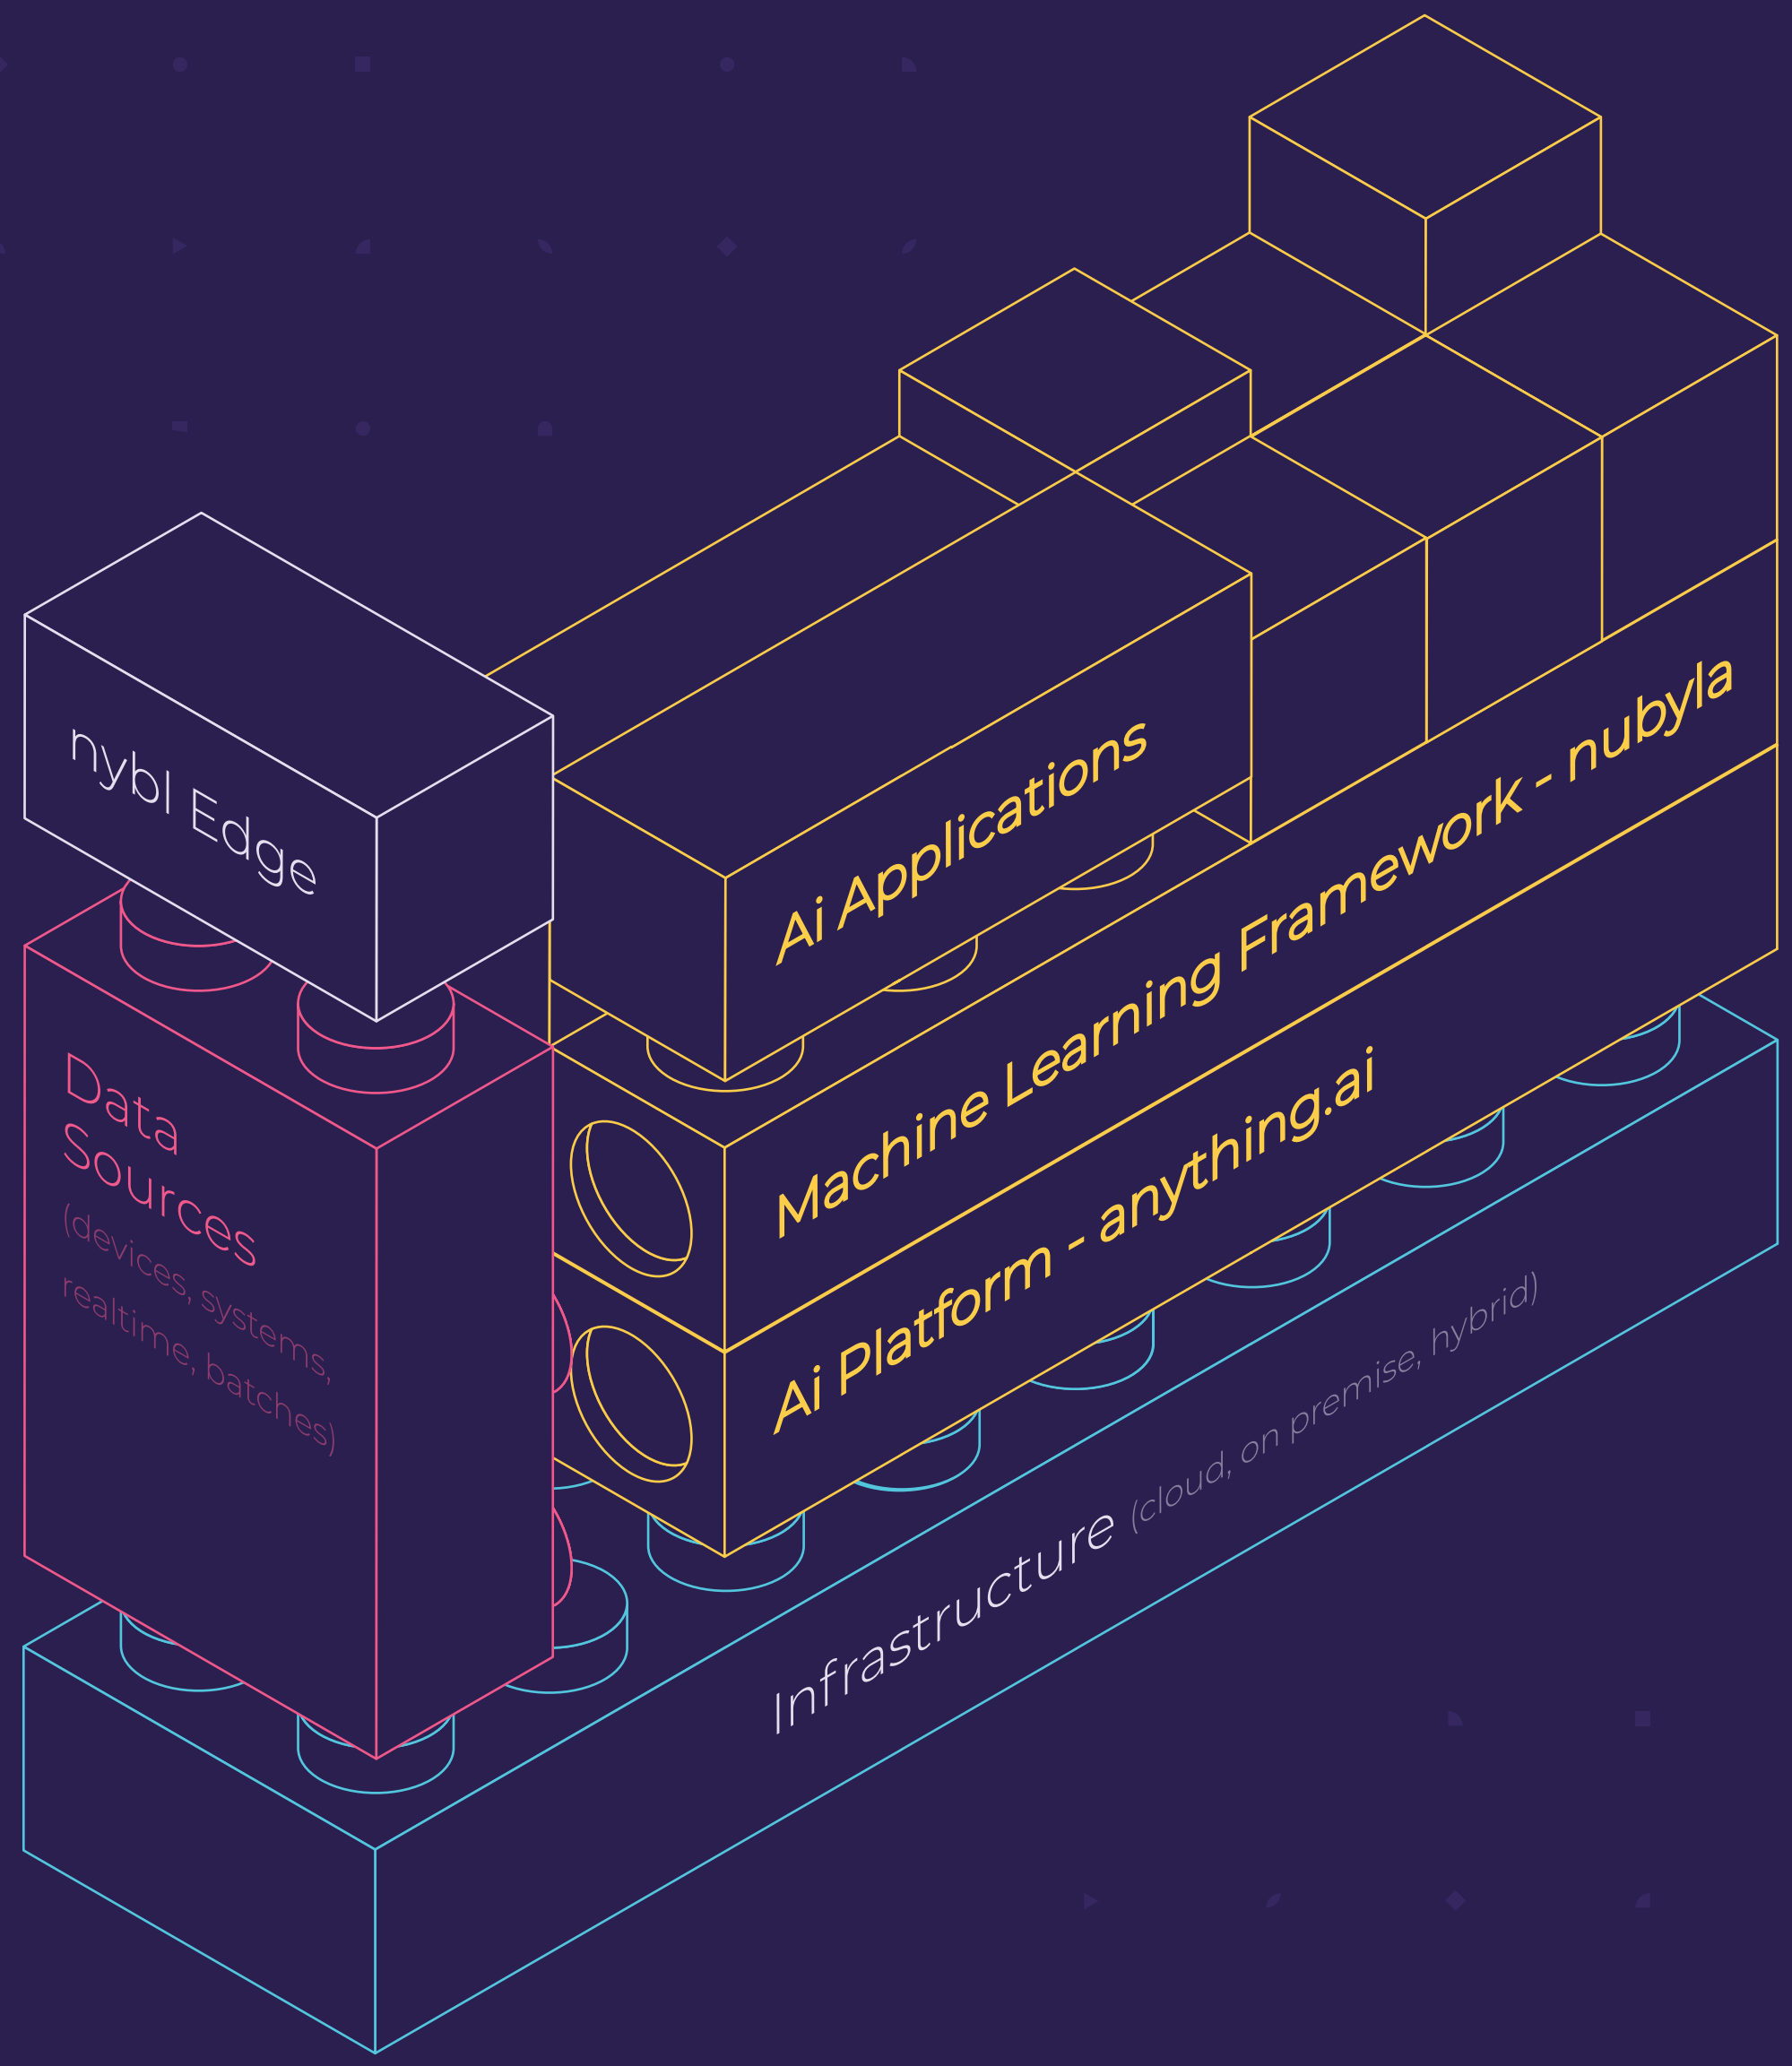 nybl Edge
Ai Applications
Machine Learning Framework - nubyla
Data
Sources
(devices, systems,
realtime, batches)
Ai Platform - anything.ai
Infrastructure (cloud, on premise, hybrid)